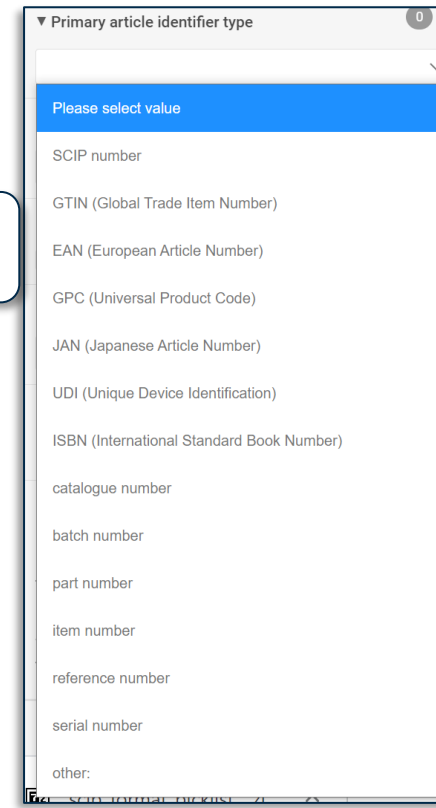 ▼ Primary article identifier type 0
Please select value
SCIP number
GTIN (Global Trade Item Number)
EAN (European Article Number)
GPC (Universal Product Code)
JAN (Japanese Article Number)
UDI (Unique Device Identification)
ISBN (International Standard Book Number)
catalogue number
batch number
part number
item number
reference number
serial number
other: